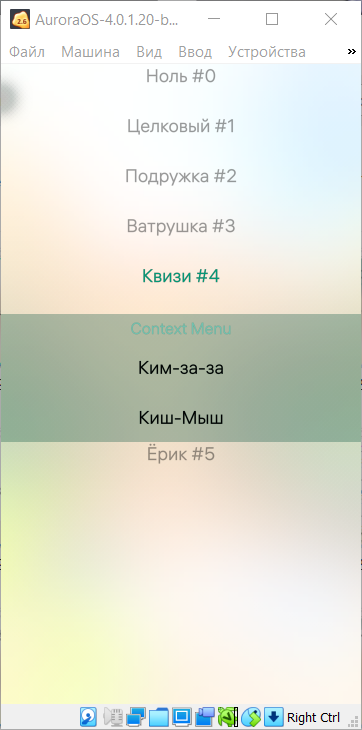 AuroraOS-4.0.1.20-b...
Файл Машина Вид Ввод Устройства »
Ноль #0
Целковый #1
Подружка #2
Ватрушка #3
Квизи #4
Context Menu
Ким-за-за
Киш-Мыш
Ёрик #5
Right Ctrl